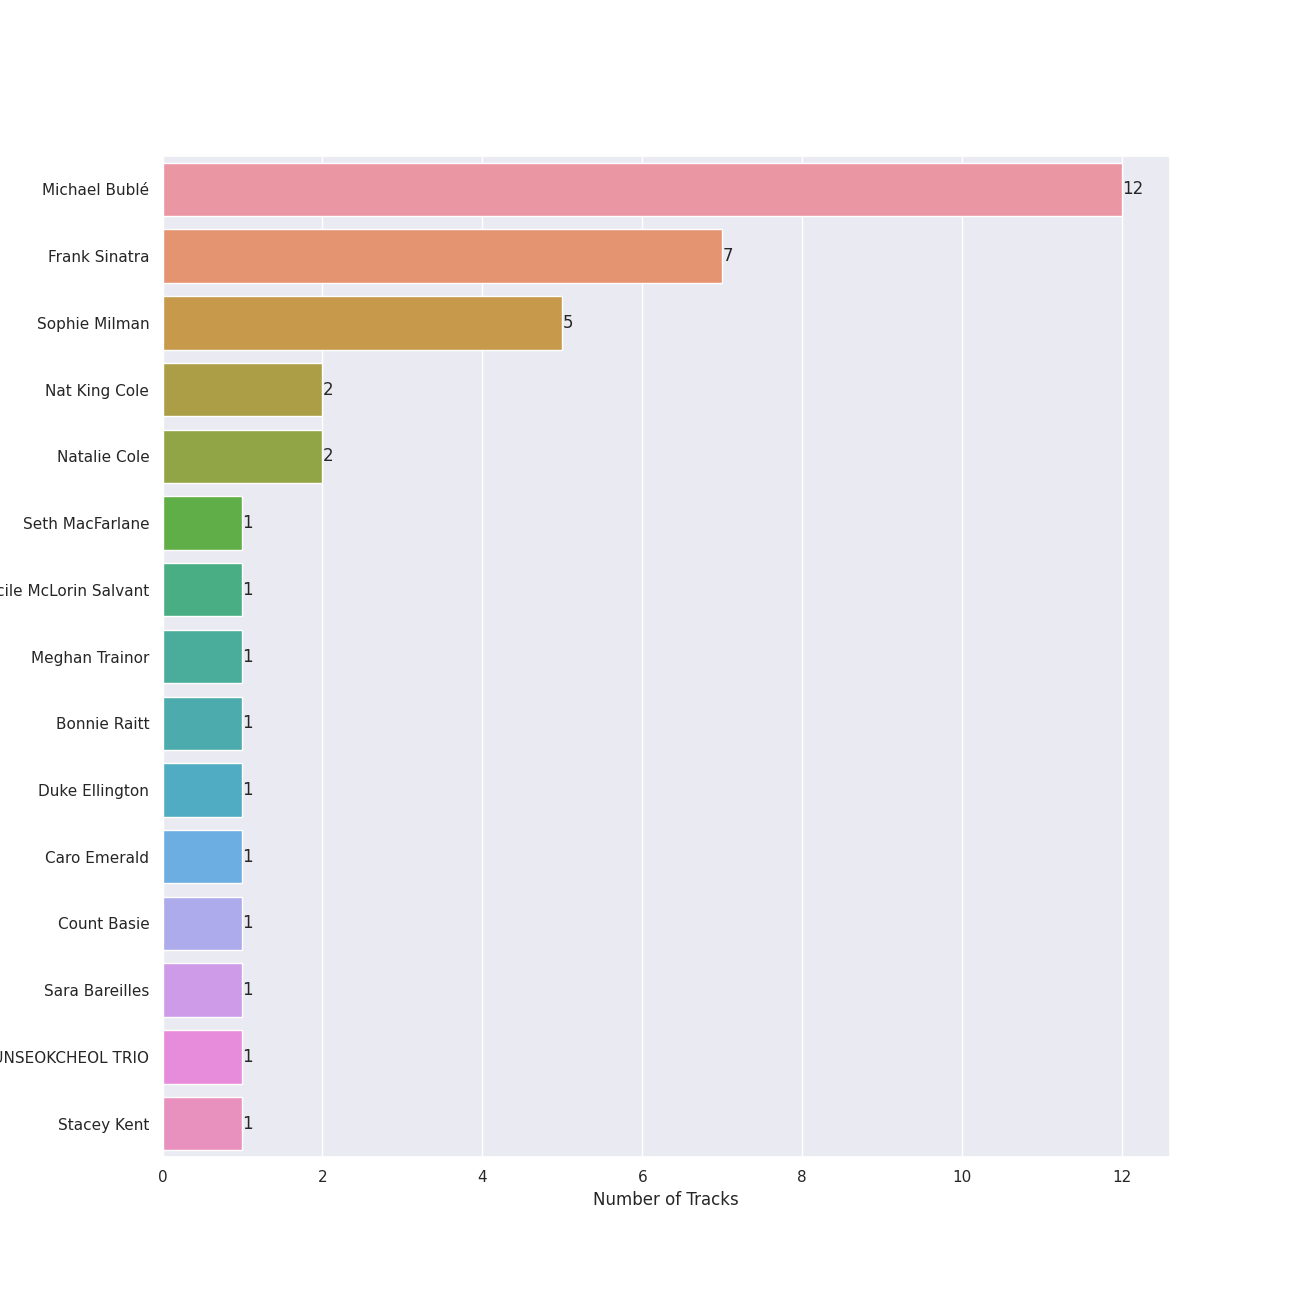 Michael Bublé 12
Frank Sinatra 7
Sophie Milman 5
Nat King Cole 2
Natalie Cole 2
Seth MacFarlane 1
cile McLorin Salvant 1
Meghan Trainor 1
Bonnie Raitt 1
Duke Ellington 1
Caro Emerald 1
Count Basie 1
Sara Bareilles 1
UNSEOKCHEOL TRIO 1
Stacey Kent 1
0 2 4 6 8 10 12
Number of Tracks